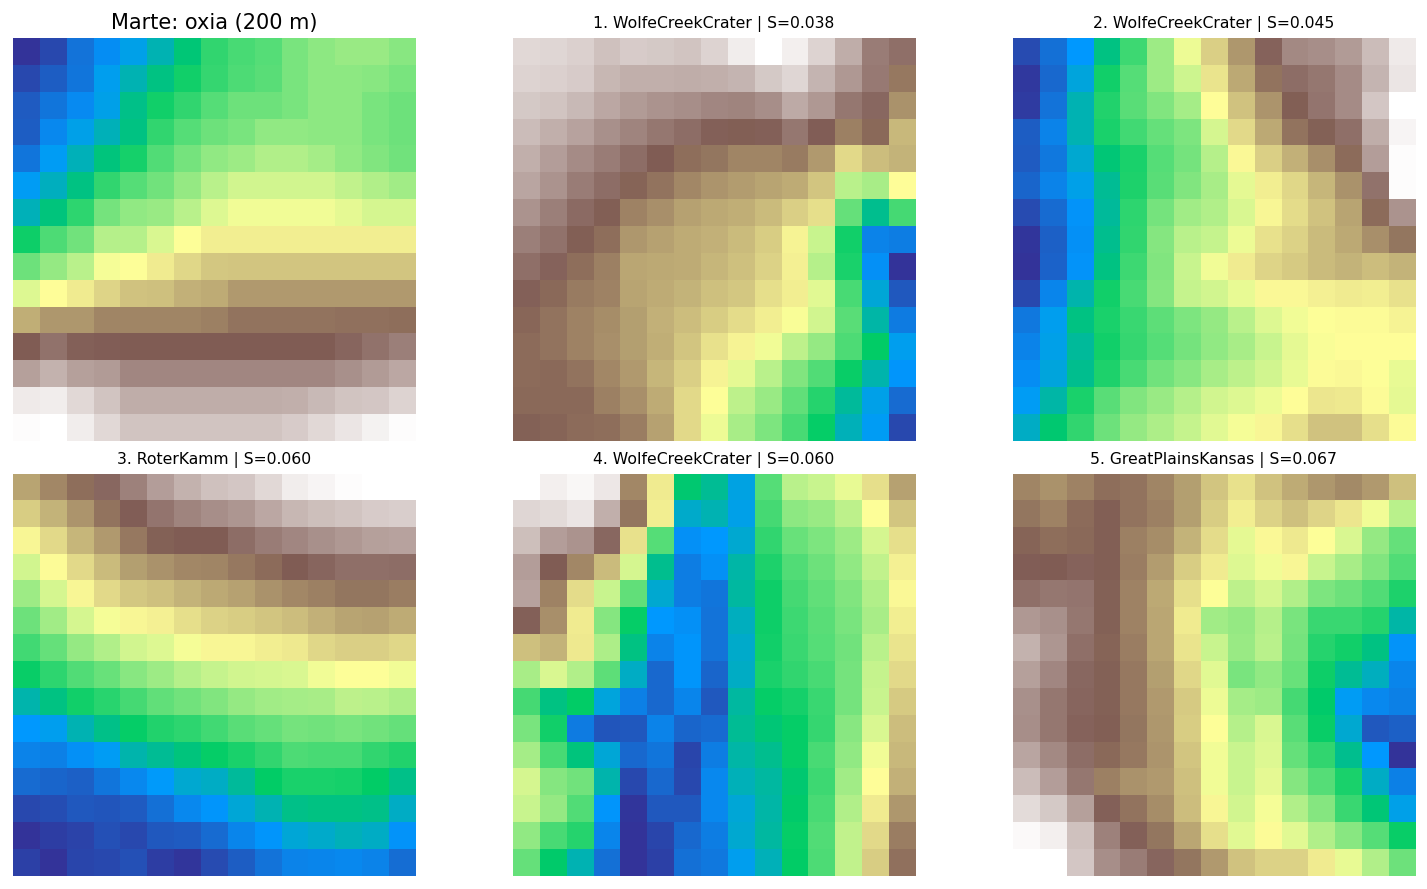 Marte: oxia (200 m)
1. WolfeCreekCrater | S=0.038
2. WolfeCreekCrater | S=0.045
3. RoterKamm | S=0.060
4. WolfeCreekCrater | S=0.060
5. GreatPlainsKansas | S=0.067